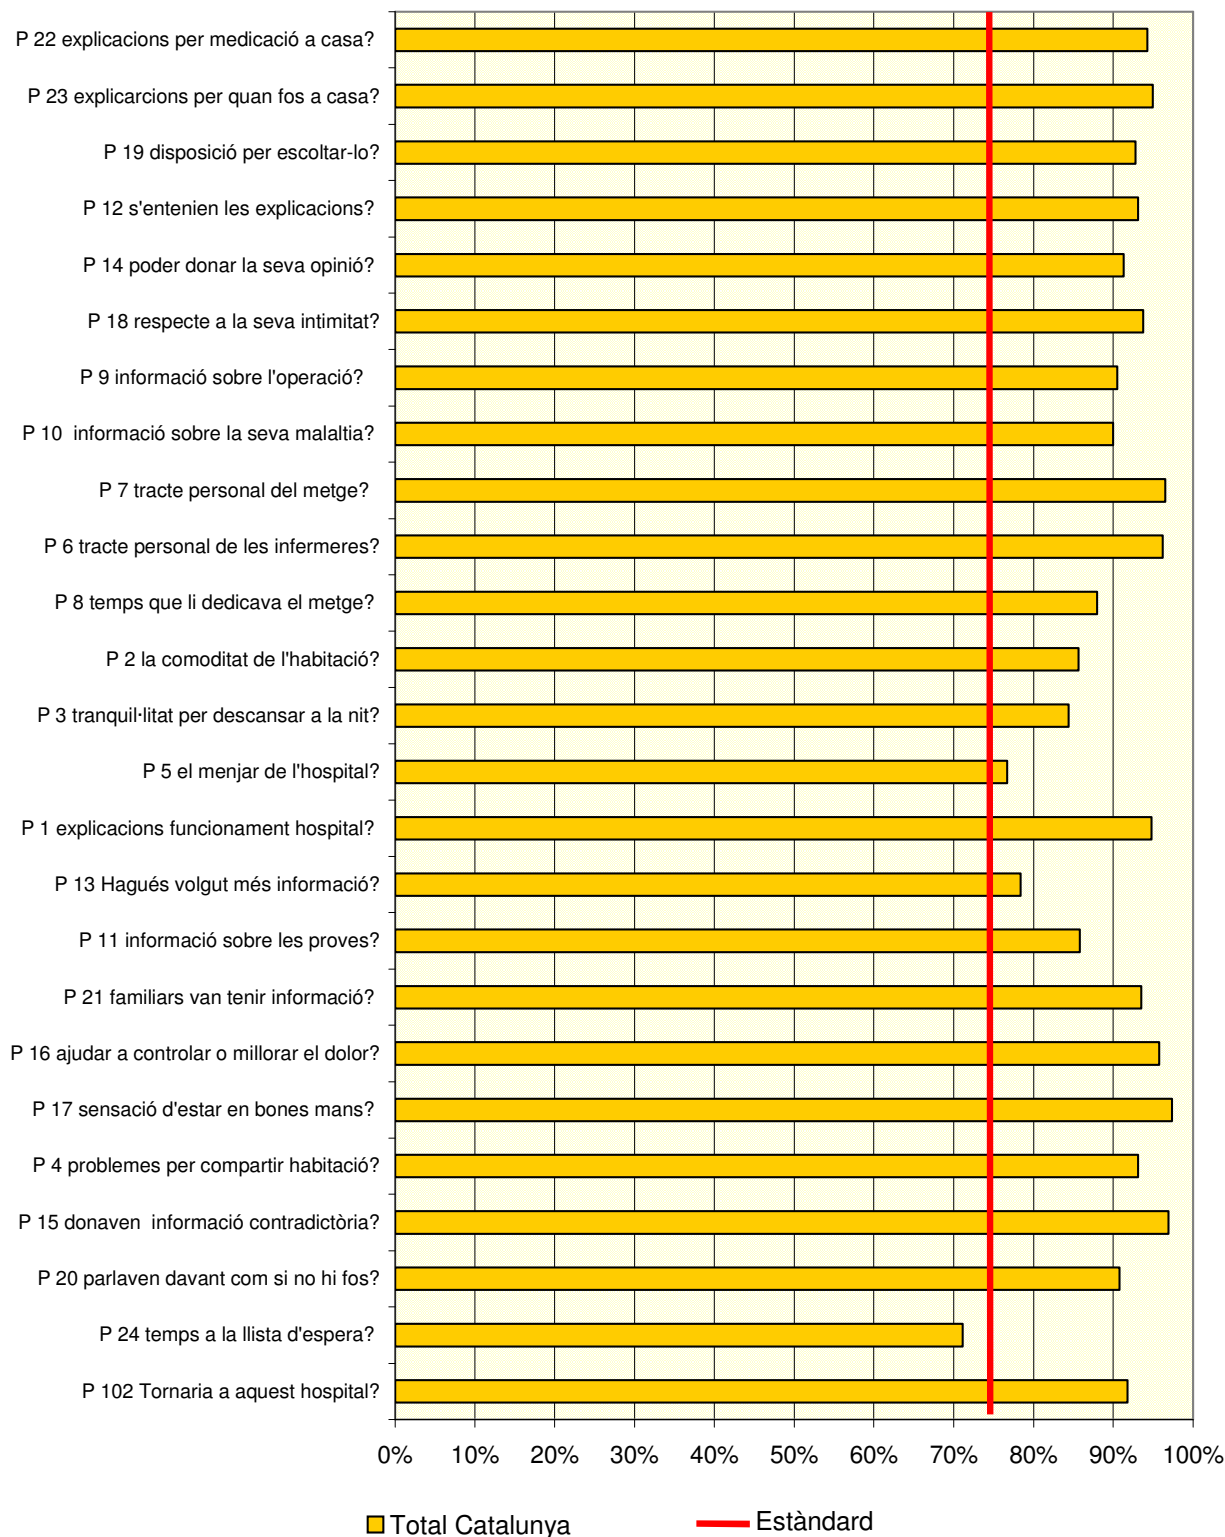 P 22 explicacions per medicació a casa?
P 23 explicarcions per quan fos a casa?
P 19 disposició per escoltar-lo?
P 12 s'entenien les explicacions?
P 14 poder donar la seva opinió?
P 18 respecte a la seva intimitat?
P 9 informació sobre l'operació?
P 10 informació sobre la seva malaltia?
P 7 tracte personal del metge?
P 6 tracte personal de les infermeres?
P 8 temps que li dedicava el metge?
P 2 la comoditat de l'habitació?
P 3 tranquil·litat per descansar a la nit?
P 5 el menjar de l'hospital?
P 1 explicacions funcionament hospital?
P 13 Hagués volgut més informació?
P 11 informació sobre les proves?
P 21 familiars van tenir informació?
P 16 ajudar a controlar o millorar el dolor?
P 17 sensació d'estar en bones mans?
P 4 problemes per compartir habitació?
P 15 donaven informació contradictòria?
P 20 parlaven davant com si no hi fos?
P 24 temps a la llista d'espera?
P 102 Tornaria a aquest hospital?
0% 10% 20% 30% 40% 50% 60% 70% 80% 90% 100%
Total Catalunya Estàndard